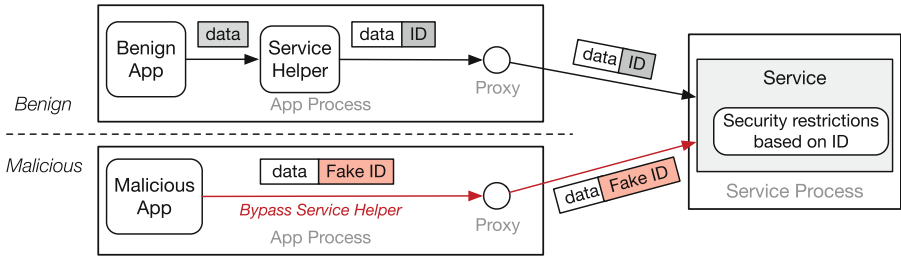 Benign
App
data
Service
Helper
data ID
Proxy
App Process
data ID
Benign
Malicious
Malicious
App
data Fake ID
Bypass Service Helper
Proxy
App Process
data Fake ID
Service
Security restrictions
based on ID
Service Process